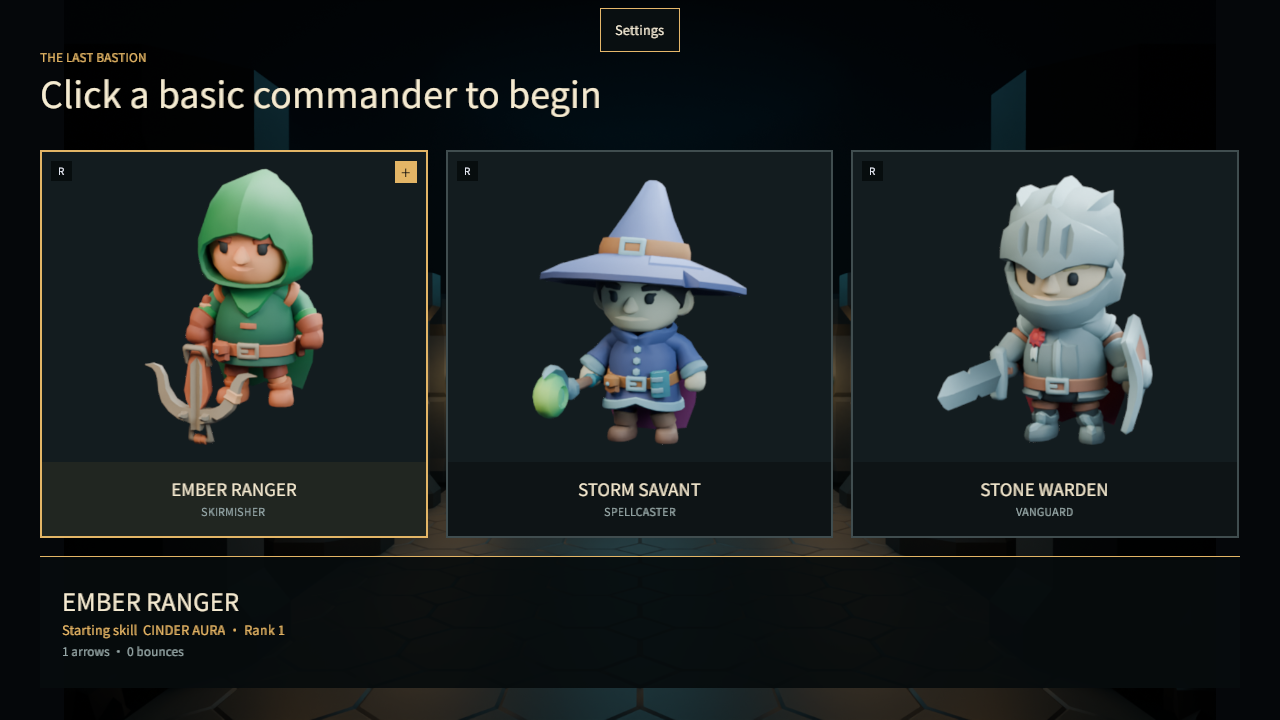 Settings
THE LAST BASTION
Click a basic commander to begin
R
+
R
R
EMBER RANGER
SKIRMISHER
STORM SAVANT
SPELLCASTER
STONE WARDEN
VANGUARD
EMBER RANGER
Starting skill CINDER AURA • Rank 1
1 arrows • 0 bounces